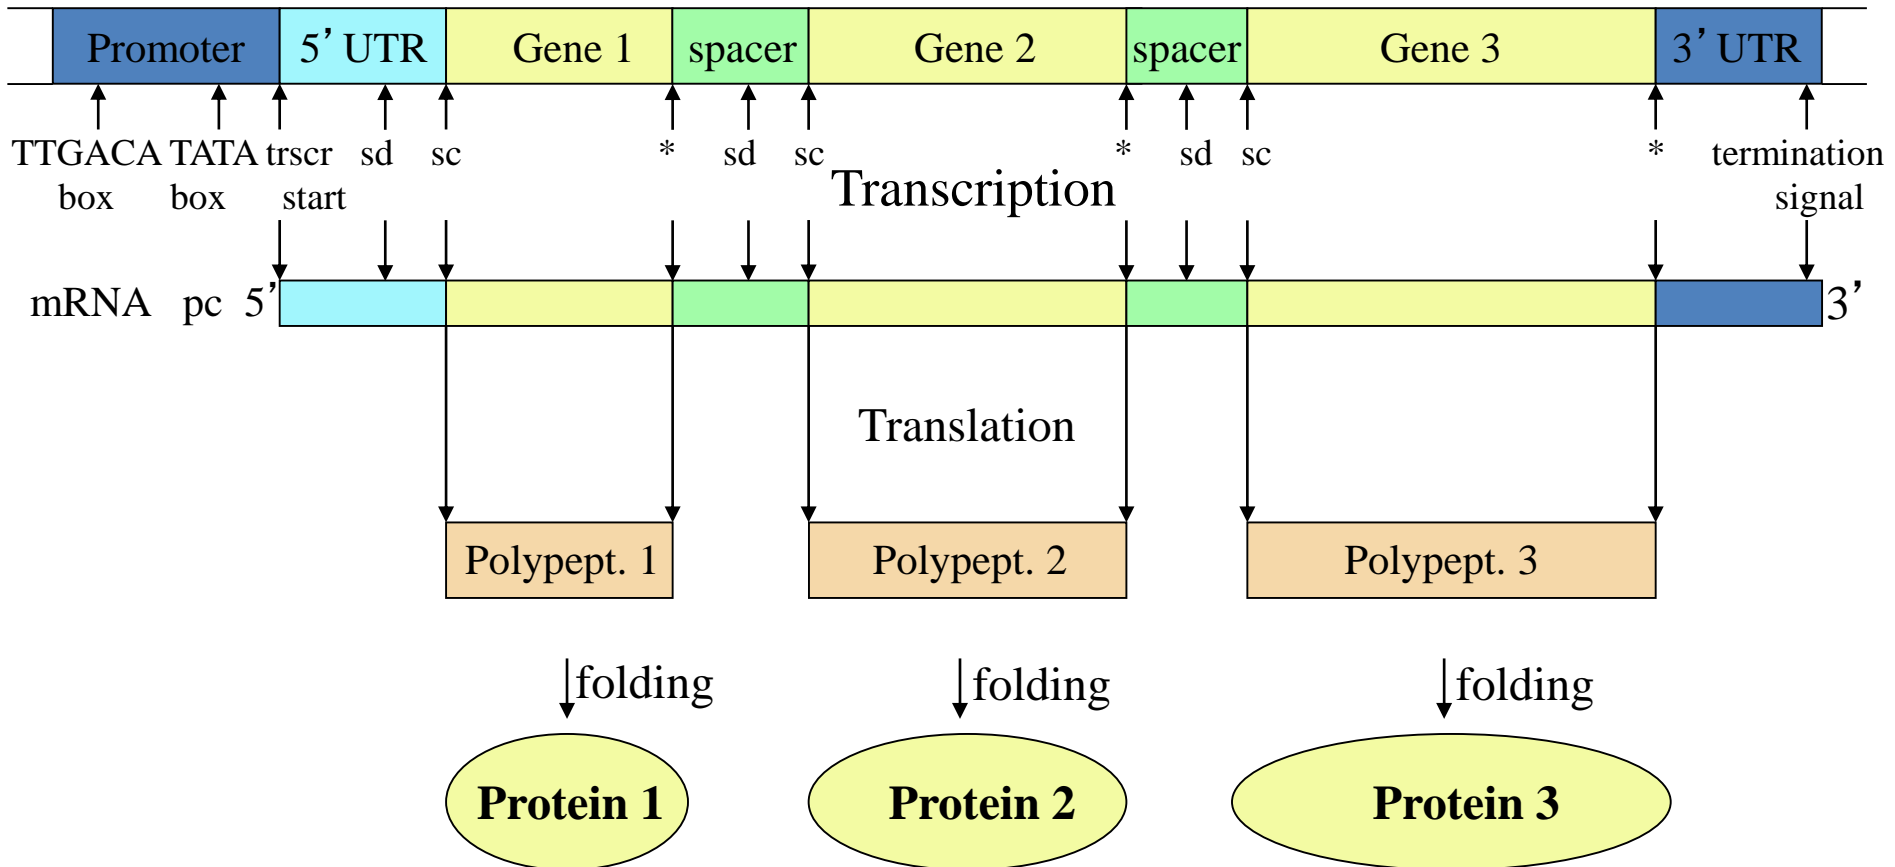 Promoter 5’ UTR Gene 1 spacer Gene 2 spacer Gene 3 3’ UTR
TTGACA TATA trscr sd sc * sd sc * sd sc * termination
box box start signal
Transcription
mRNA pc 5’ 3’
Translation
Polypept. 1 Polypept. 2 Polypept. 3
folding folding folding
Protein 1 Protein 2 Protein 3